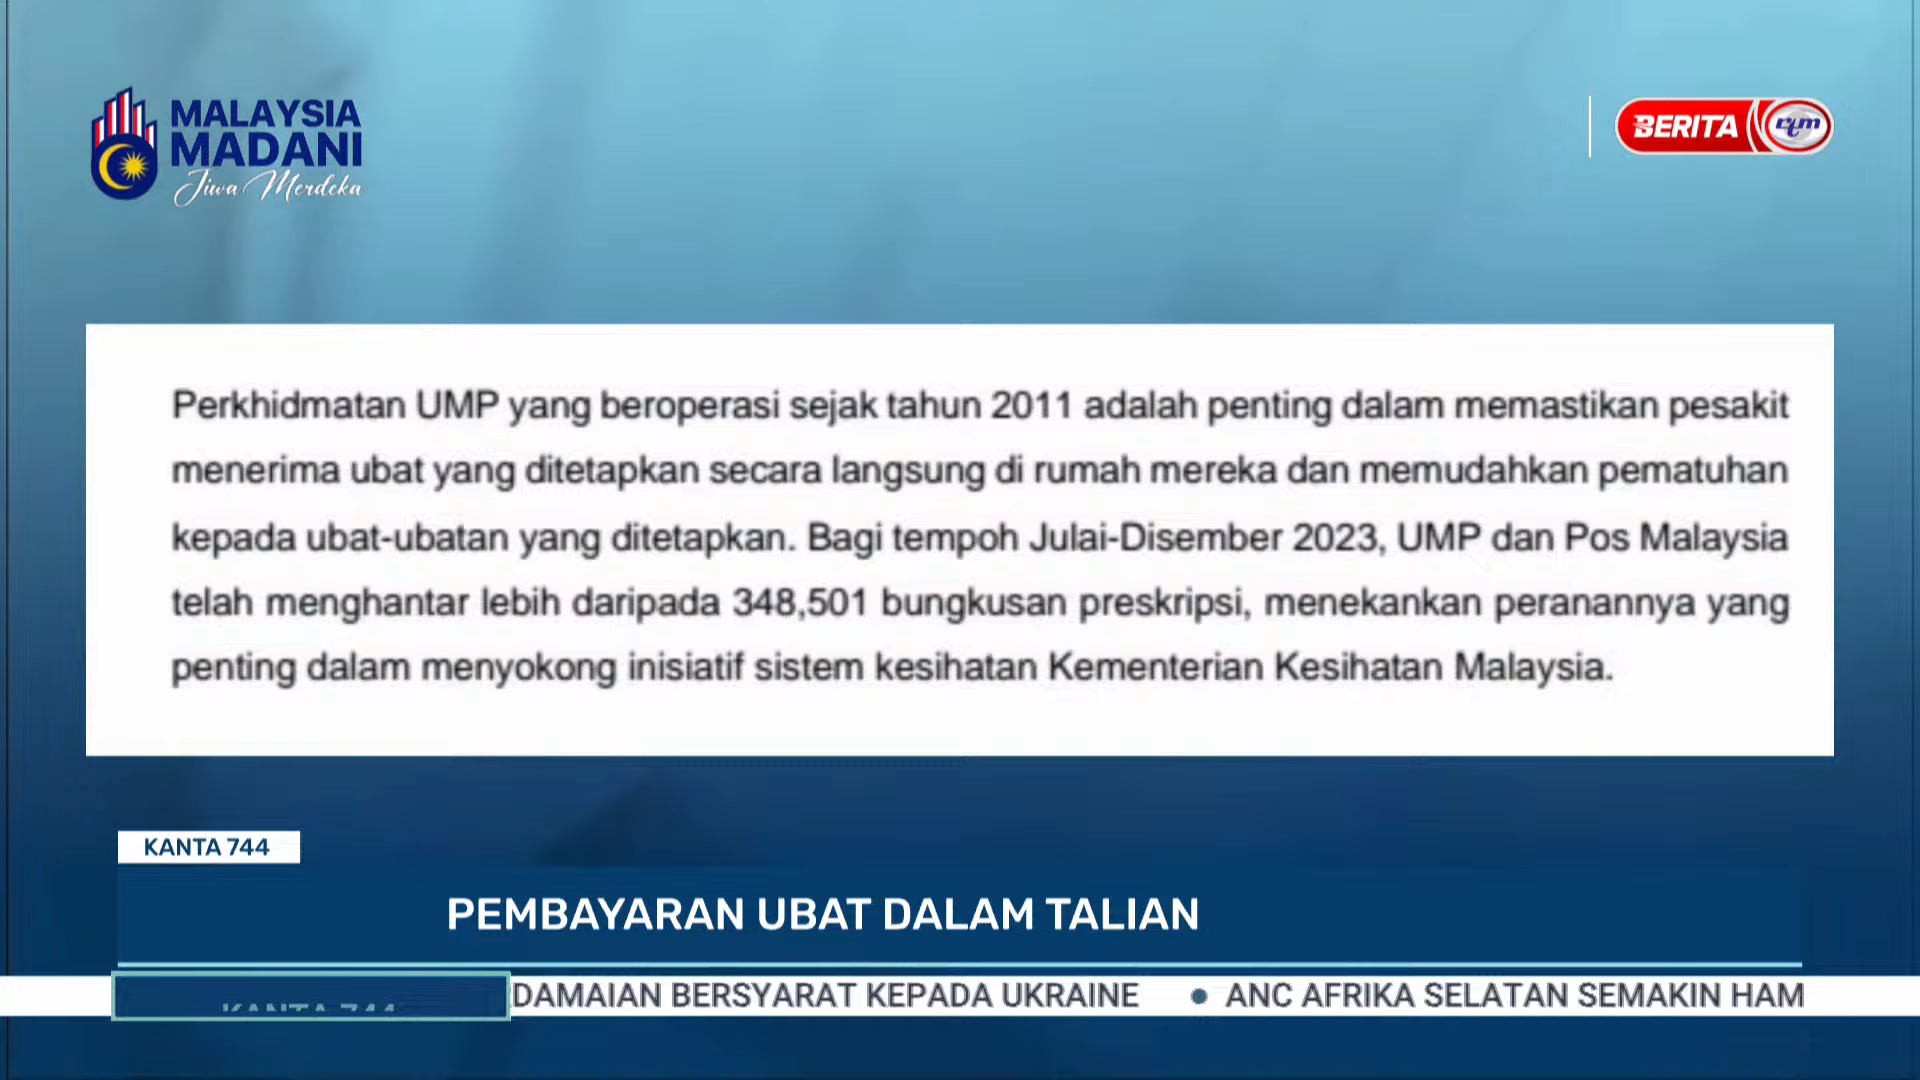 MALAYSIA
MADANI
Jiwa Merdeka
BERITA rtm
Perkhidmatan UMP yang beroperasi sejak tahun 2011 adalah penting dalam memastikan pesakit
menerima ubat yang ditetapkan secara langsung di rumah mereka dan memudahkan pematuhan
kepada ubat-ubatan yang ditetapkan. Bagi tempoh Julai-Disember 2023, UMP dan Pos Malaysia
telah menghantar lebih daripada 348,501 bungkusan preskripsi, menekankan peranannya yang
penting dalam menyokong inisiatif sistem kesihatan Kementerian Kesihatan Malaysia.
KANTA 744
PEMBAYARAN UBAT DALAM TALIAN
KANTA 744
DAMAIAN BERSYARAT KEPADA UKRAINE • ANC AFRIKA SELATAN SEMAKIN HAM